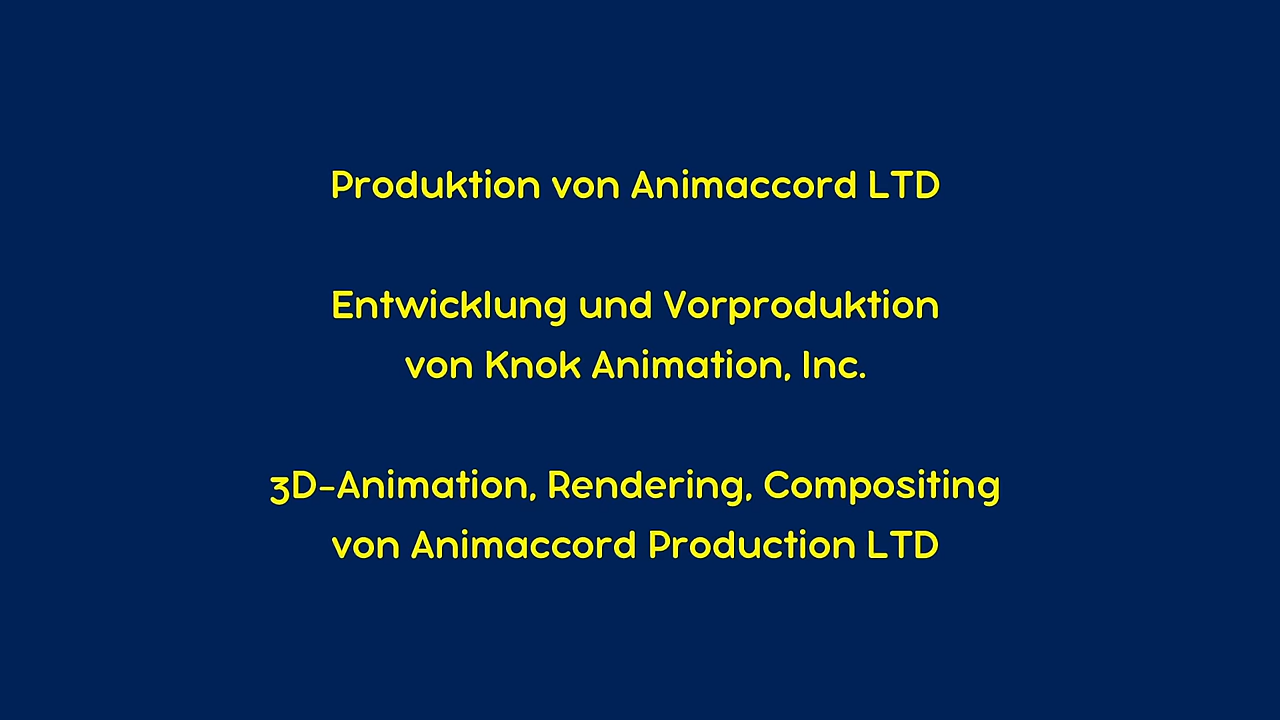 Produktion von Animaccord LTD
Entwicklung und Vorproduktion
von Knok Animation, Inc.
3D-Animation, Rendering, Compositing
von Animaccord Production LTD